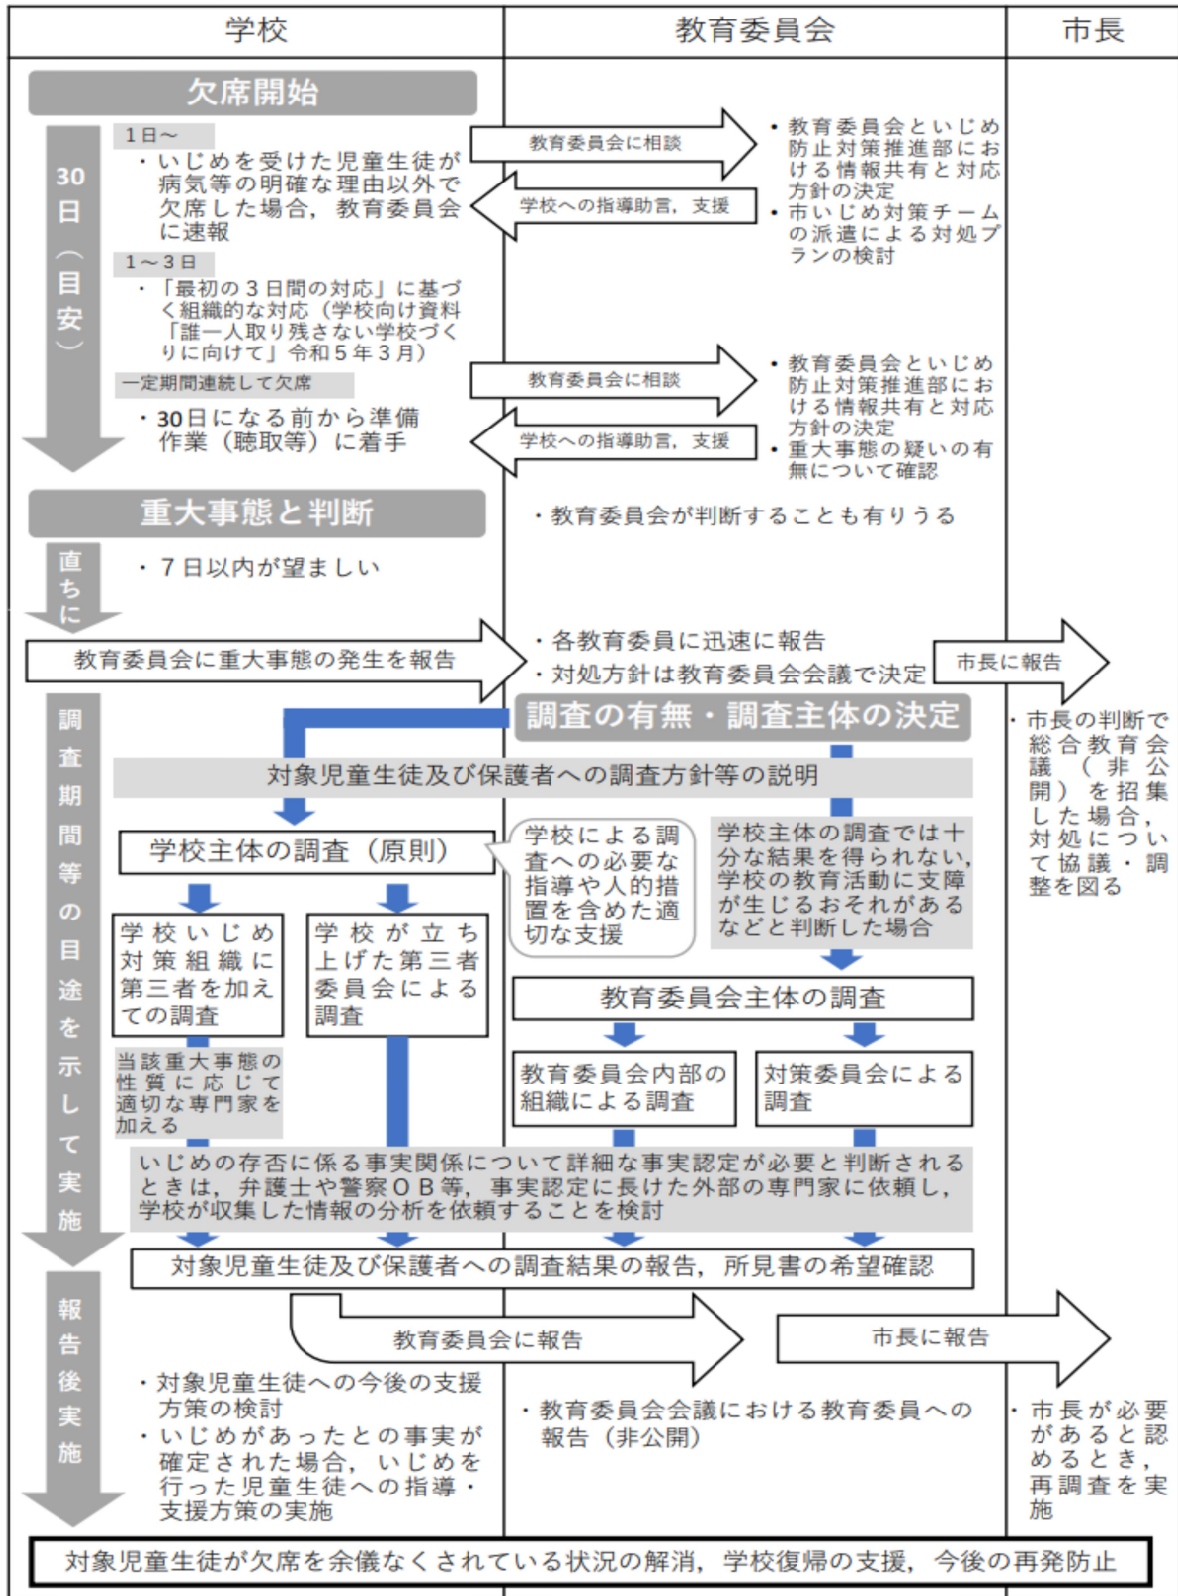 学校
教育委員会
市長
欠席開始
30日（目安）
1日～
・いじめを受けた児童生徒が
病気等の明確な理由以外で
欠席した場合，教育委員会
に速報
教育委員会に相談
学校への指導助言，支援
• 教育委員会といじめ
防止対策推進部にお
ける情報共有と対応
方針の決定
• 市いじめ対策チーム
の派遣による対処プ
ランの検討
1～3日
・「最初の３日間の対応」に基づ
く組織的な対応（学校向け資料
「誰一人取り残さない学校づく
りに向けて」令和５年３月）
一定期間連続して欠席
・30日になる前から準備
作業（聴取等）に着手
教育委員会に相談
学校への指導助言，支援
• 教育委員会といじめ
防止対策推進部にお
ける情報共有と対応
方針の決定
• 重大事態の疑いの有
無について確認
重大事態と判断
・教育委員会が判断することも有りうる
直ちに
・７日以内が望ましい
教育委員会に重大事態の発生を報告
・各教育委員に迅速に報告
・対処方針は教育委員会会議で決定
市長に報告
調査期間等の目途を示して実施
調査の有無・調査主体の決定
・市長の判断で
総合教育会
議（非公
開）を招集
した場合，
対処につい
て協議・調
整を図る
対象児童生徒及び保護者への調査方針等の説明
学校主体の調査（原則）
学校による調
査への必要な
指導や人的措
置を含めた適
切な支援
学校主体の調査では十
分な結果を得られない，
学校の教育活動に支障
が生じるおそれがある
などと判断した場合
学校いじめ
対策組織に
第三者を加え
ての調査
学校が立ち
上げた第三者
委員会による
調査
教育委員会主体の調査
当該重大事態の
性質に応じて
適切な専門家を
加える
教育委員会内部の
組織による調査
対策委員会による
調査
いじめの存否に係る事実関係について詳細な事実認定が必要と判断される
ときは，弁護士や警察ＯＢ等，事実認定に長けた外部の専門家に依頼し，
学校が収集した情報の分析を依頼することを検討
対象児童生徒及び保護者への調査結果の報告，所見書の希望確認
報告後実施
教育委員会に報告
市長に報告
・対象児童生徒への今後の支援
方策の検討
・いじめがあったとの事実が
確定された場合，いじめを
行った児童生徒への指導・
支援方策の実施
・教育委員会会議における教育委員への
報告（非公開）
・市長が必要
があると認
めるとき，
再調査を実
施
対象児童生徒が欠席を余儀なくされている状況の解消，学校復帰の支援，今後の再発防止